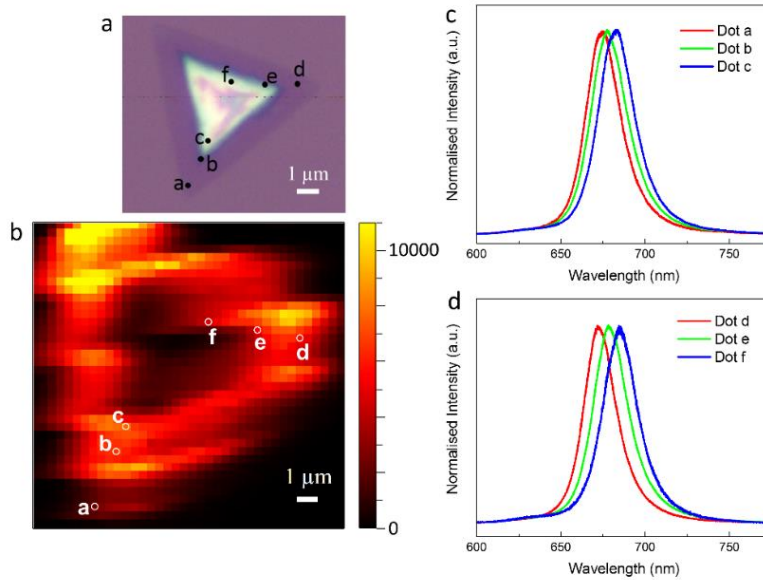 a
f
e
d
c
b
a
1 μm
b
10000
0
f
e
d
c
b
a
1 μm
c
Normalised Intensity (a.u.)
Dot a
Dot b
Dot c
600
650
700
750
Wavelength (nm)
d
Normalised Intensity (a.u.)
Dot d
Dot e
Dot f
600
650
700
750
Wavelength (nm)